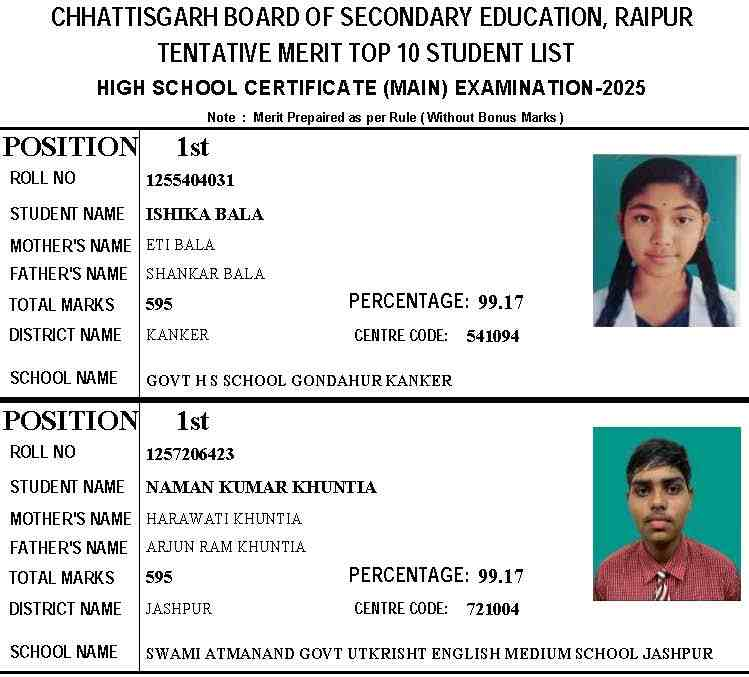 CHHATTISGARH BOARD OF SECONDARY EDUCATION, RAIPUR
TENTATIVE MERIT TOP 10 STUDENT LIST
HIGH SCHOOL CERTIFICATE (MAIN) EXAMINATION-2025
Note : Merit Prepaired as per Rule ( Without Bonus Marks )
POSITION 1st
ROLL NO 1255404031
STUDENT NAME ISHIKA BALA
MOTHER'S NAME ETI BALA
FATHER'S NAME SHANKAR BALA
TOTAL MARKS 595 PERCENTAGE: 99.17
DISTRICT NAME KANKER CENTRE CODE: 541094
SCHOOL NAME GOVT H S SCHOOL GONDAHUR KANKER
POSITION 1st
ROLL NO 1257206423
STUDENT NAME NAMAN KUMAR KHUNTIA
MOTHER'S NAME HARAWATI KHUNTIA
FATHER'S NAME ARJUN RAM KHUNTIA
TOTAL MARKS 595 PERCENTAGE: 99.17
DISTRICT NAME JASHPUR CENTRE CODE: 721004
SCHOOL NAME SWAMI ATMANAND GOVT UTKRISHT ENGLISH MEDIUM SCHOOL JASHPUR